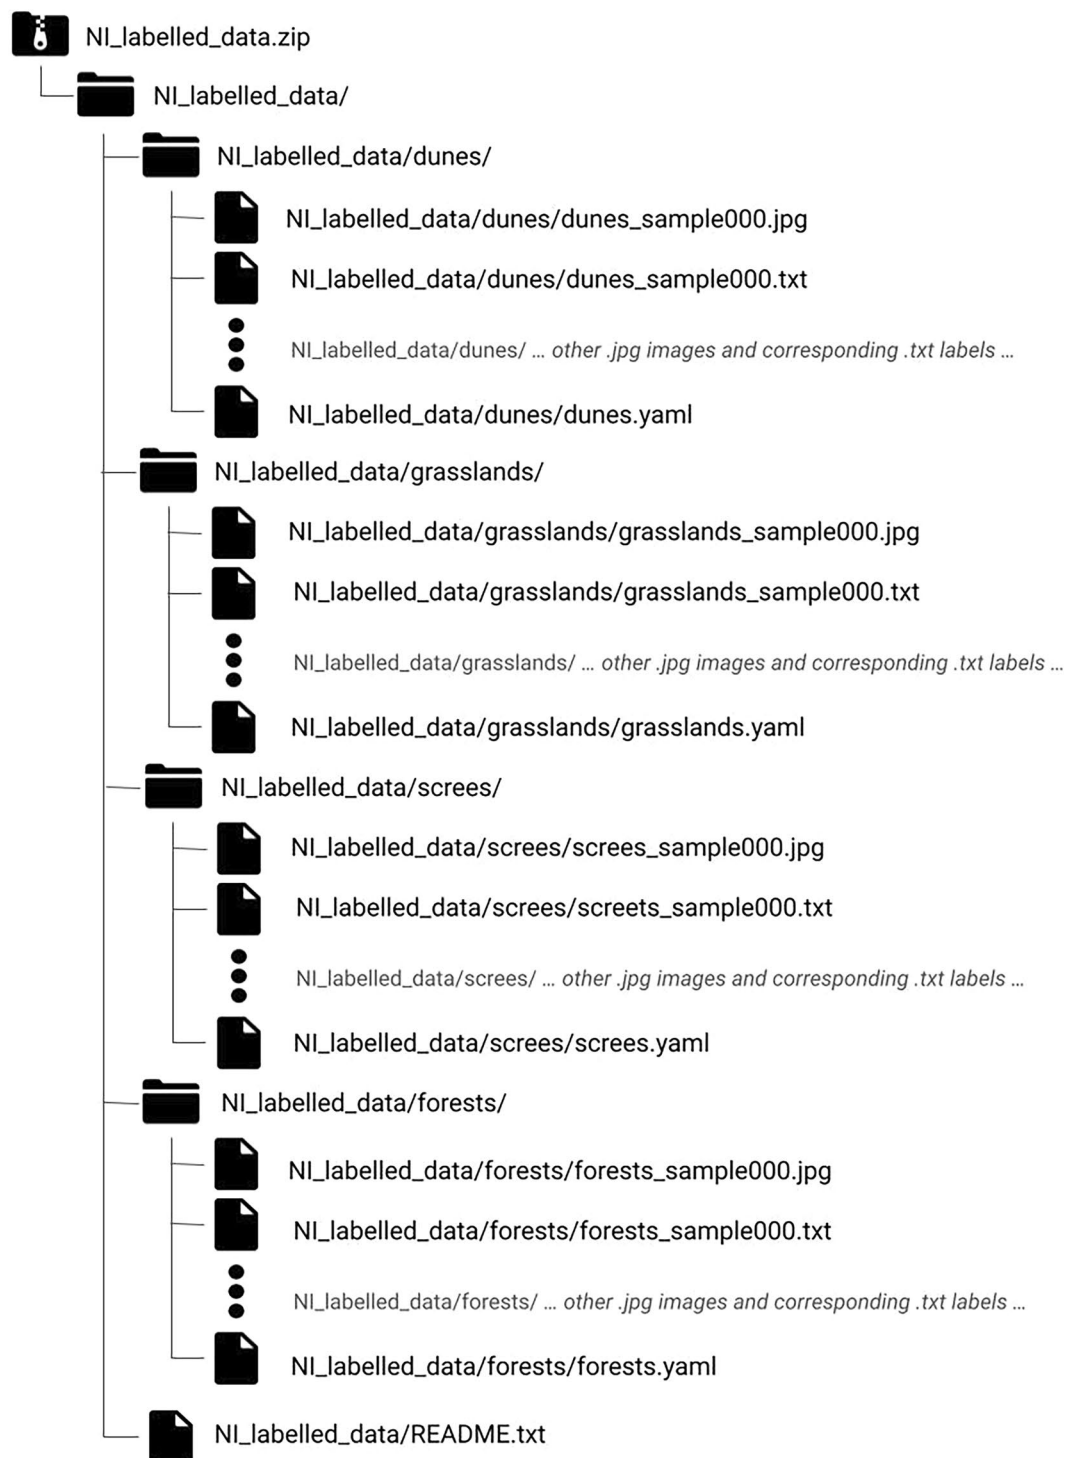 NI_labelled_data.zip
NI_labelled_data/
NI_labelled_data/dunes/
NI_labelled_data/dunes/dunes_sample000.jpg
NI_labelled_data/dunes/dunes_sample000.txt
NI_labelled_data/dunes/ ... other .jpg images and corresponding .txt labels ...
NI_labelled_data/dunes/dunes.yaml
NI_labelled_data/grasslands/
NI_labelled_data/grasslands/grasslands_sample000.jpg
NI_labelled_data/grasslands/grasslands_sample000.txt
NI_labelled_data/grasslands/ ... other .jpg images and corresponding .txt labels ...
NI_labelled_data/grasslands/grasslands.yaml
NI_labelled_data/screes/
NI_labelled_data/screes/screes_sample000.jpg
NI_labelled_data/screes/screets_sample000.txt
NI_labelled_data/screes/ ... other .jpg images and corresponding .txt labels ...
NI_labelled_data/screes/screes.yaml
NI_labelled_data/forests/
NI_labelled_data/forests/forests_sample000.jpg
NI_labelled_data/forests/forests_sample000.txt
NI_labelled_data/forests/ ... other .jpg images and corresponding .txt labels ...
NI_labelled_data/forests/forests.yaml
NI_labelled_data/README.txt